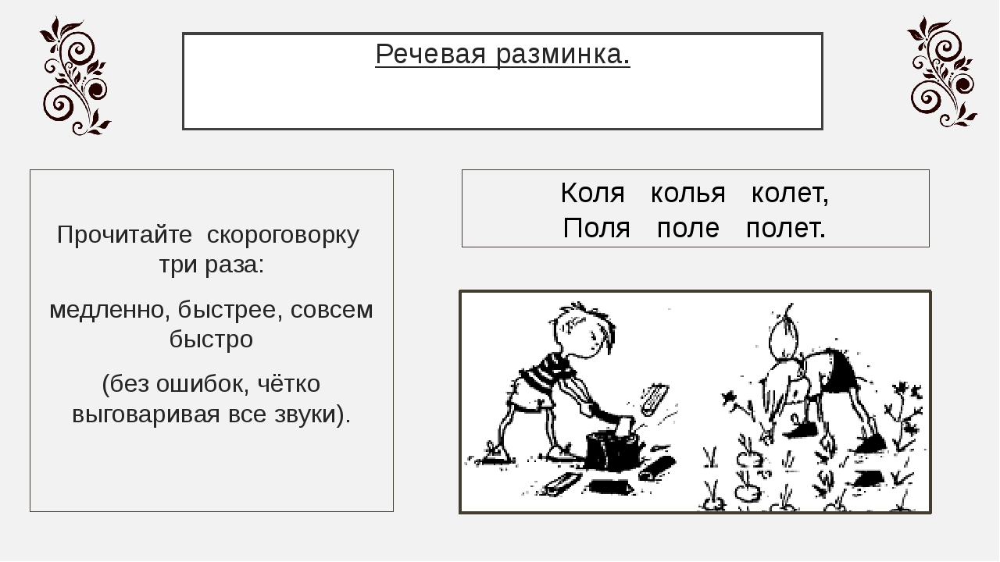 Речевая разминка.
Прочитайте скороговорку
три раза:
медленно, быстрее, совсем
быстро
(без ошибок, чётко
выговаривая все звуки).
Коля колья колет,
Поля поле полет.